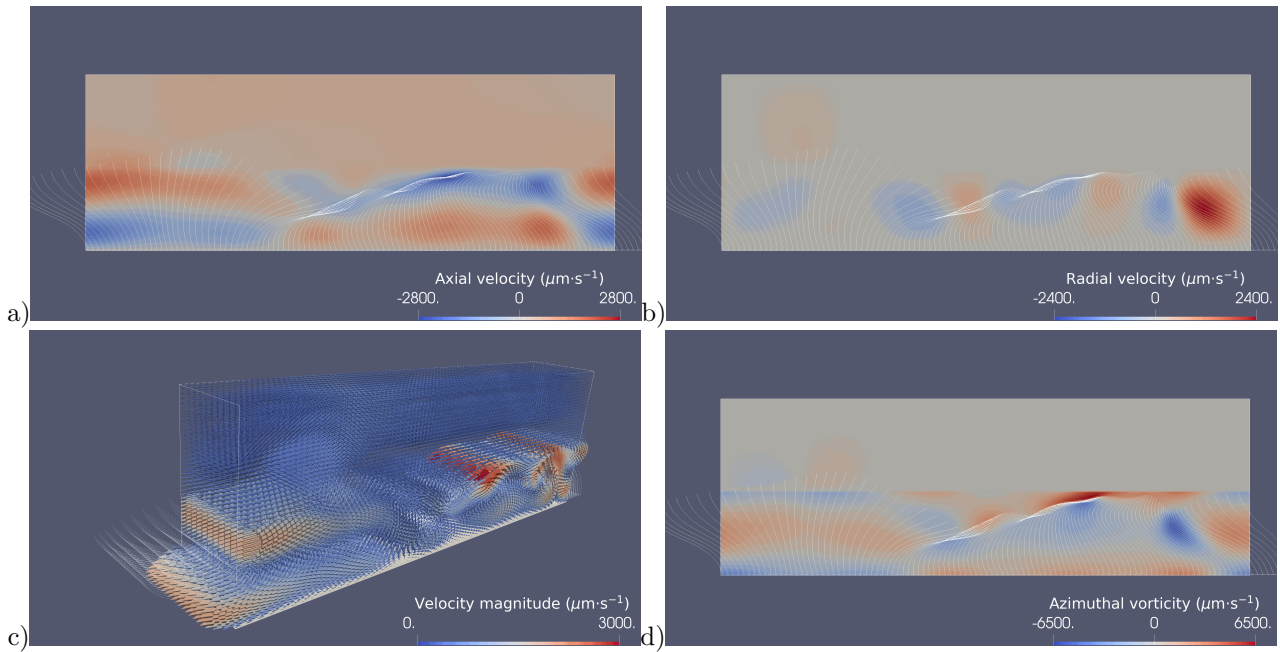 Axial velocity (μm·s⁻¹)
-2800. 0 2800.
a)
Radial velocity (μm·s⁻¹)
-2400. 0 2400.
b)
Velocity magnitude (μm·s⁻¹)
0. 3000.
c)
Azimuthal vorticity (μm·s⁻¹)
-6500. 0 6500.
d)